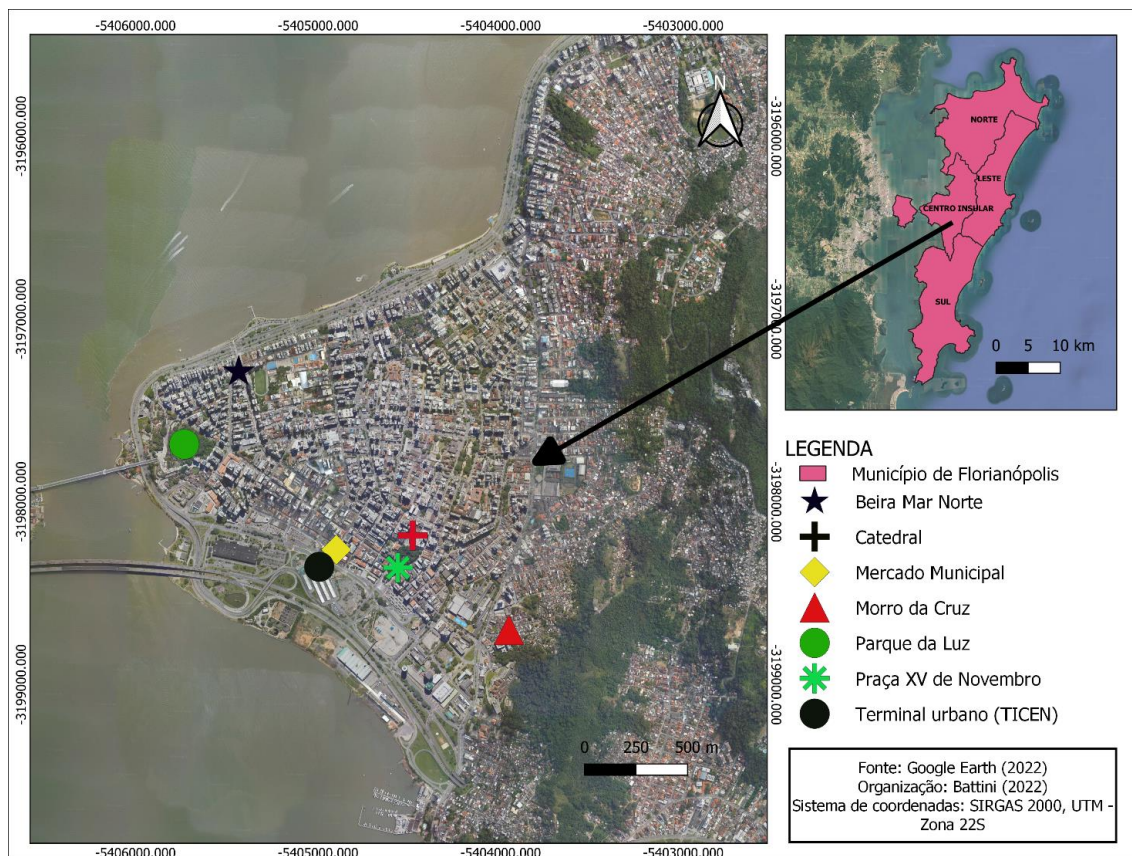 -5406000.000
-5405000.000
-5404000.000
-5403000.000
-3196000.000
-3197000.000
-3198000.000
-3199000.000
N
0 250 500 m
-3196000.000
-3197000.000
-3198000.000
-3199000.000
-5406000.000
-5405000.000
-5404000.000
-5403000.000
NORTE
LESTE
CENTRO INSULAR
SUL
0 5 10 km
LEGENDA
Município de Florianópolis
Beira Mar Norte
Catedral
Mercado Municipal
Morro da Cruz
Parque da Luz
Praça XV de Novembro
Terminal urbano (TICEN)
Fonte: Google Earth (2022)
Organização: Battini (2022)
Sistema de coordenadas: SIRGAS 2000, UTM -
Zona 22S